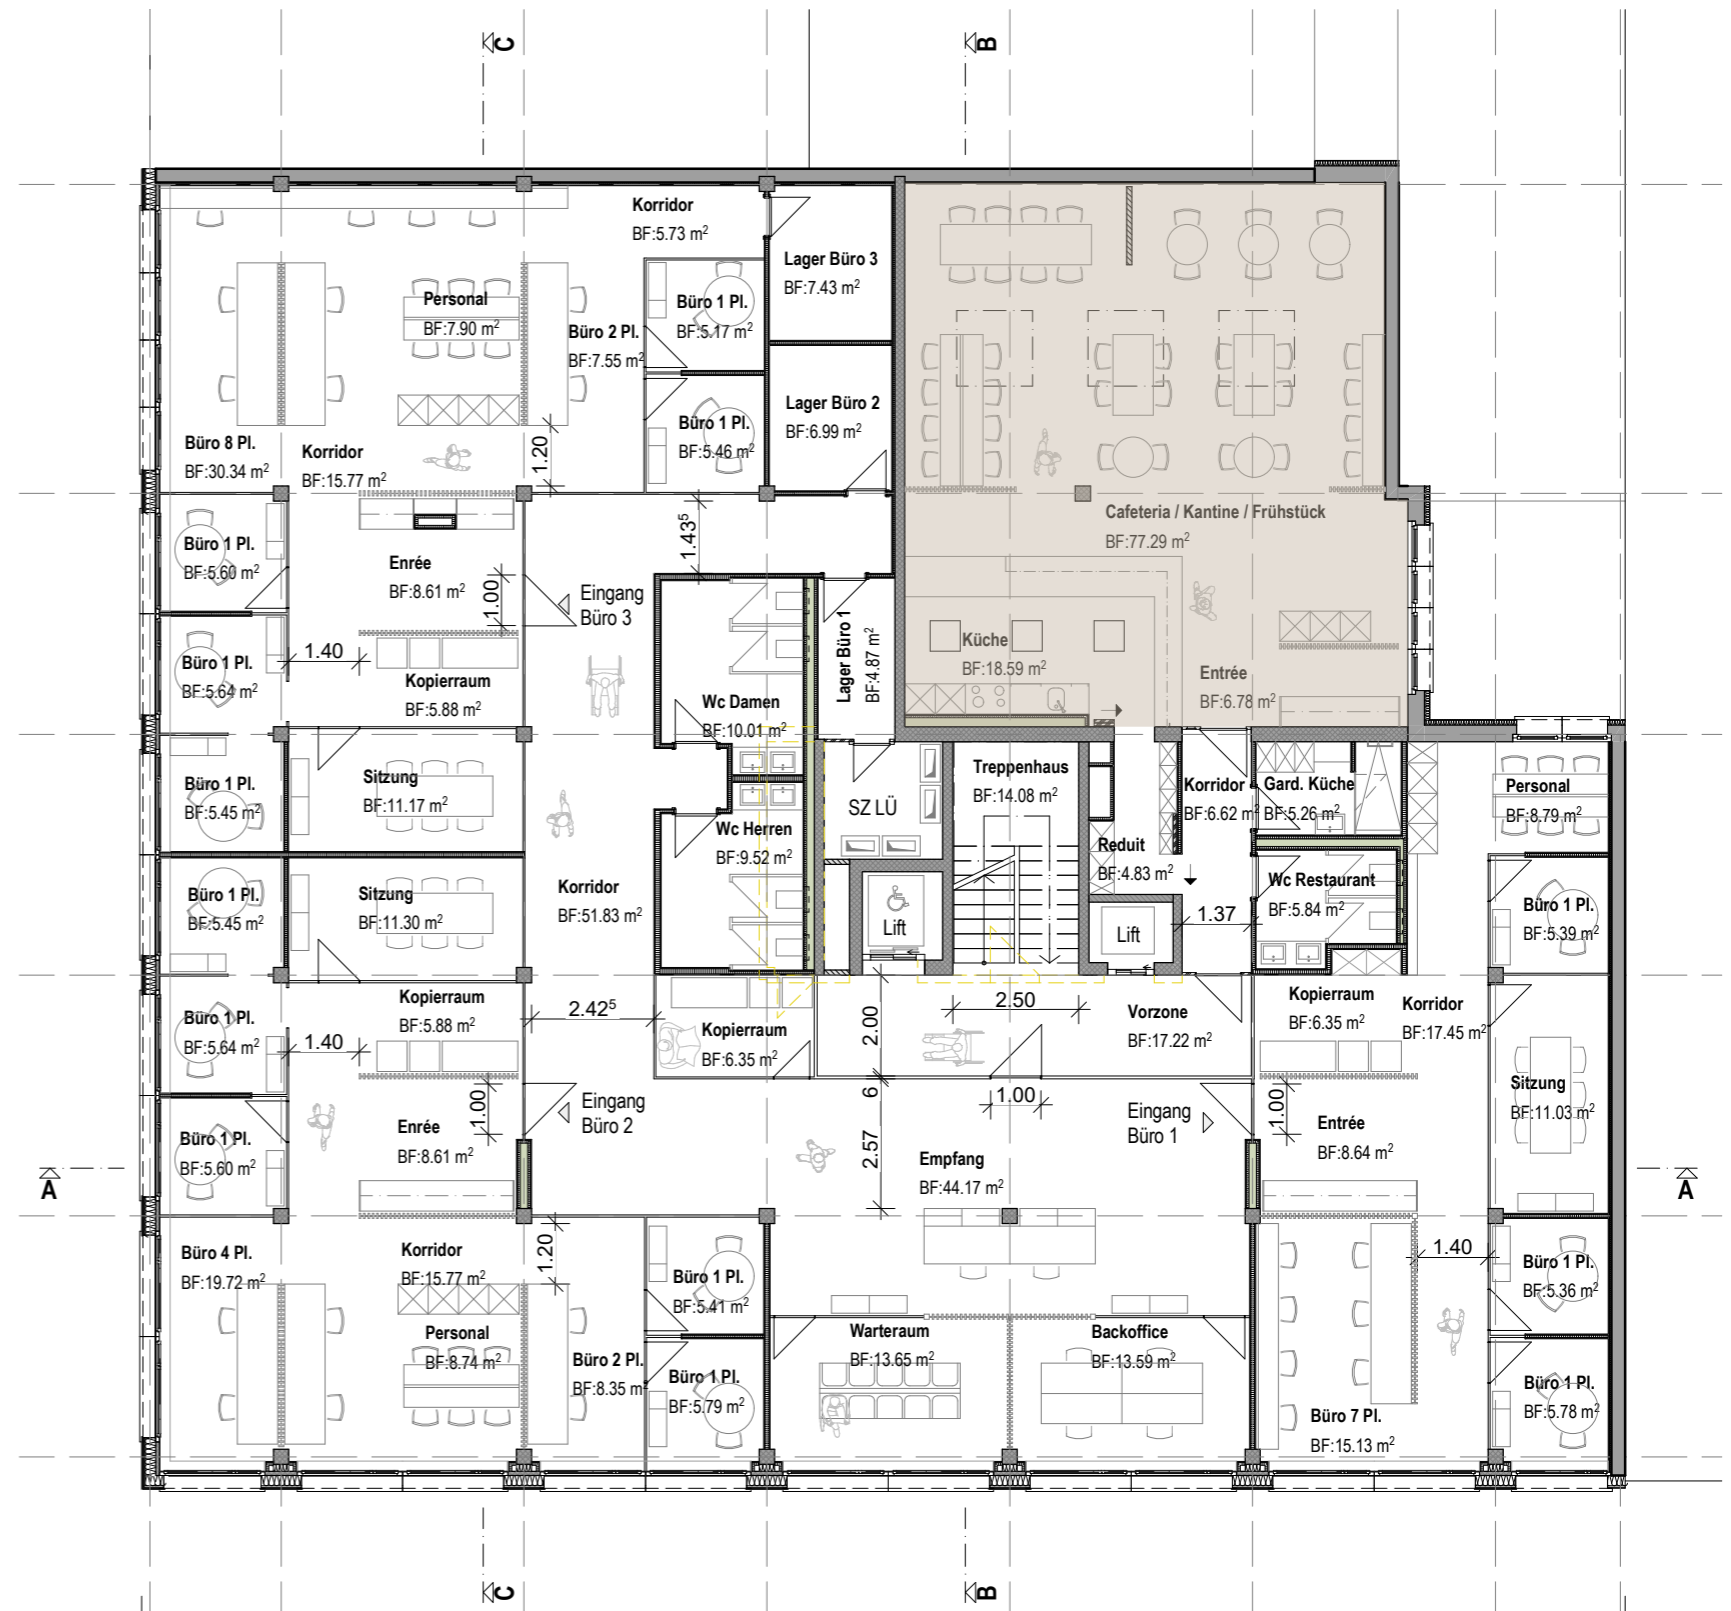 C
B
Korridor
BF:5.73 m²
Lager Büro 3
BF:7.43 m²
Personal
BF:7.90 m²
Büro 1 Pl.
BF:5.17 m²
Büro 2 Pl.
BF:7.55 m²
Lager Büro 2
BF:6.99 m²
Büro 1 Pl.
BF:5.46 m²
Büro 8 Pl.
BF:30.34 m²
Korridor
BF:15.77 m²
1.20
Cafeteria / Kantine / Frühstück
BF:77.29 m²
1.43⁵
Büro 1 Pl.
BF:5.60 m²
Enrée
BF:8.61 m²
1.00
Eingang
Büro 3
Büro 1 Pl.
BF:5.64 m²
1.40
Kopierraum
BF:5.88 m²
Lager Büro 1
BF:4.87 m²
Küche
BF:18.59 m²
Entrée
BF:6.78 m²
Wc Damen
BF:10.01 m²
Büro 1 Pl.
BF:5.45 m²
Sitzung
BF:11.17 m²
SZ LÜ
Treppenhaus
BF:14.08 m²
Korridor
BF:6.62 m²
Gard. Küche
BF:5.26 m²
Personal
BF:8.79 m²
Wc Herren
BF:9.52 m²
Reduit
BF:4.83 m²
Büro 1 Pl.
BF:5.45 m²
Sitzung
BF:11.30 m²
Korridor
BF:51.83 m²
Lift
Lift
1.37
Wc Restaurant
BF:5.84 m²
Büro 1 Pl.
BF:5.39 m²
Büro 1 Pl.
BF:5.64 m²
1.40
Kopierraum
BF:5.88 m²
2.42⁵
Kopierraum
BF:6.35 m²
2.00
2.50
Vorzone
BF:17.22 m²
Kopierraum
BF:6.35 m²
Korridor
BF:17.45 m²
Sitzung
BF:11.03 m²
Büro 1 Pl.
BF:5.60 m²
Enrée
BF:8.61 m²
1.00
Eingang
Büro 2
6
2.57
1.00
Eingang
Büro 1
1.00
Entrée
BF:8.64 m²
Empfang
BF:44.17 m²
A
A
Büro 4 Pl.
BF:19.72 m²
Korridor
BF:15.77 m²
1.20
Büro 1 Pl.
BF:5.41 m²
1.40
Büro 1 Pl.
BF:5.36 m²
Personal
BF:8.74 m²
Büro 2 Pl.
BF:8.35 m²
Büro 1 Pl.
BF:5.79 m²
Warteraum
BF:13.65 m²
Backoffice
BF:13.59 m²
Büro 7 Pl.
BF:15.13 m²
Büro 1 Pl.
BF:5.78 m²
C
B